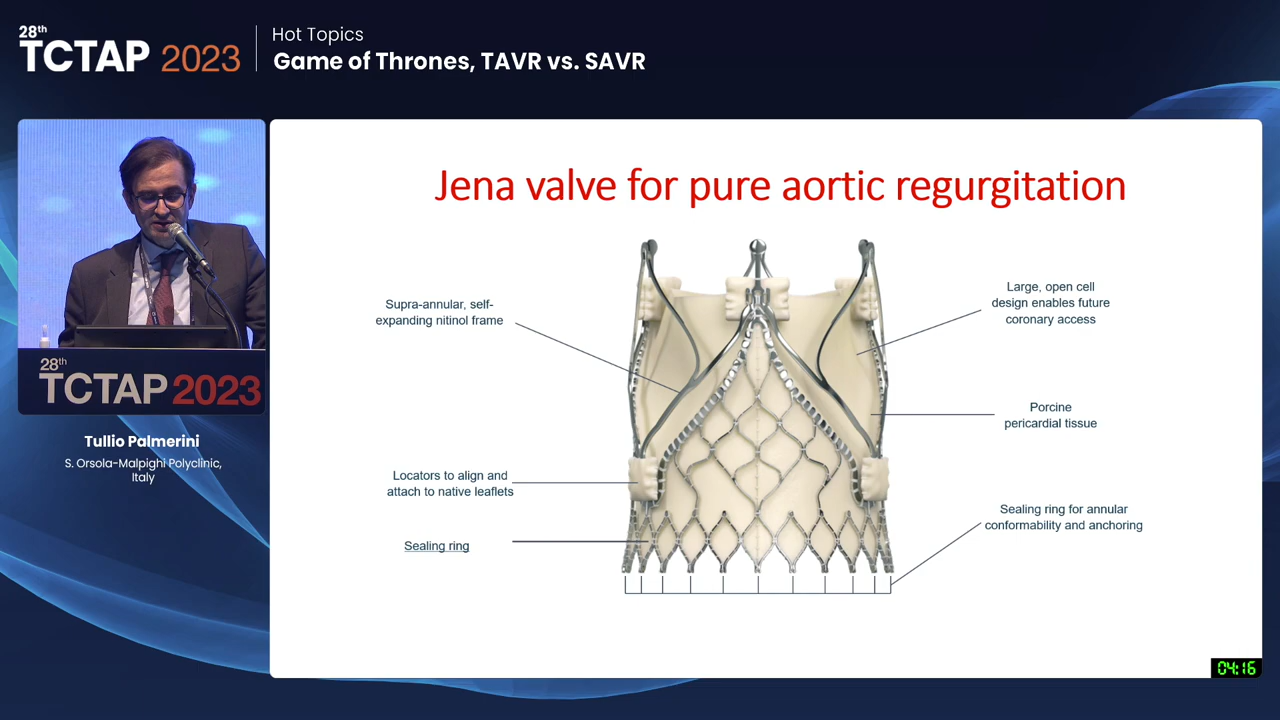 28th
TCTAP 2023
Hot Topics
Game of Thrones, TAVR vs. SAVR
28th
TCTAP 2023
Tullio Palmerini
S. Orsola-Malpighi Polyclinic,
Italy
Jena valve for pure aortic regurgitation
Supra-annular, self-
expanding nitinol frame
Large, open cell
design enables future
coronary access
Porcine
pericardial tissue
Locators to align and
attach to native leaflets
Sealing ring for annular
conformability and anchoring
Sealing ring
04:16